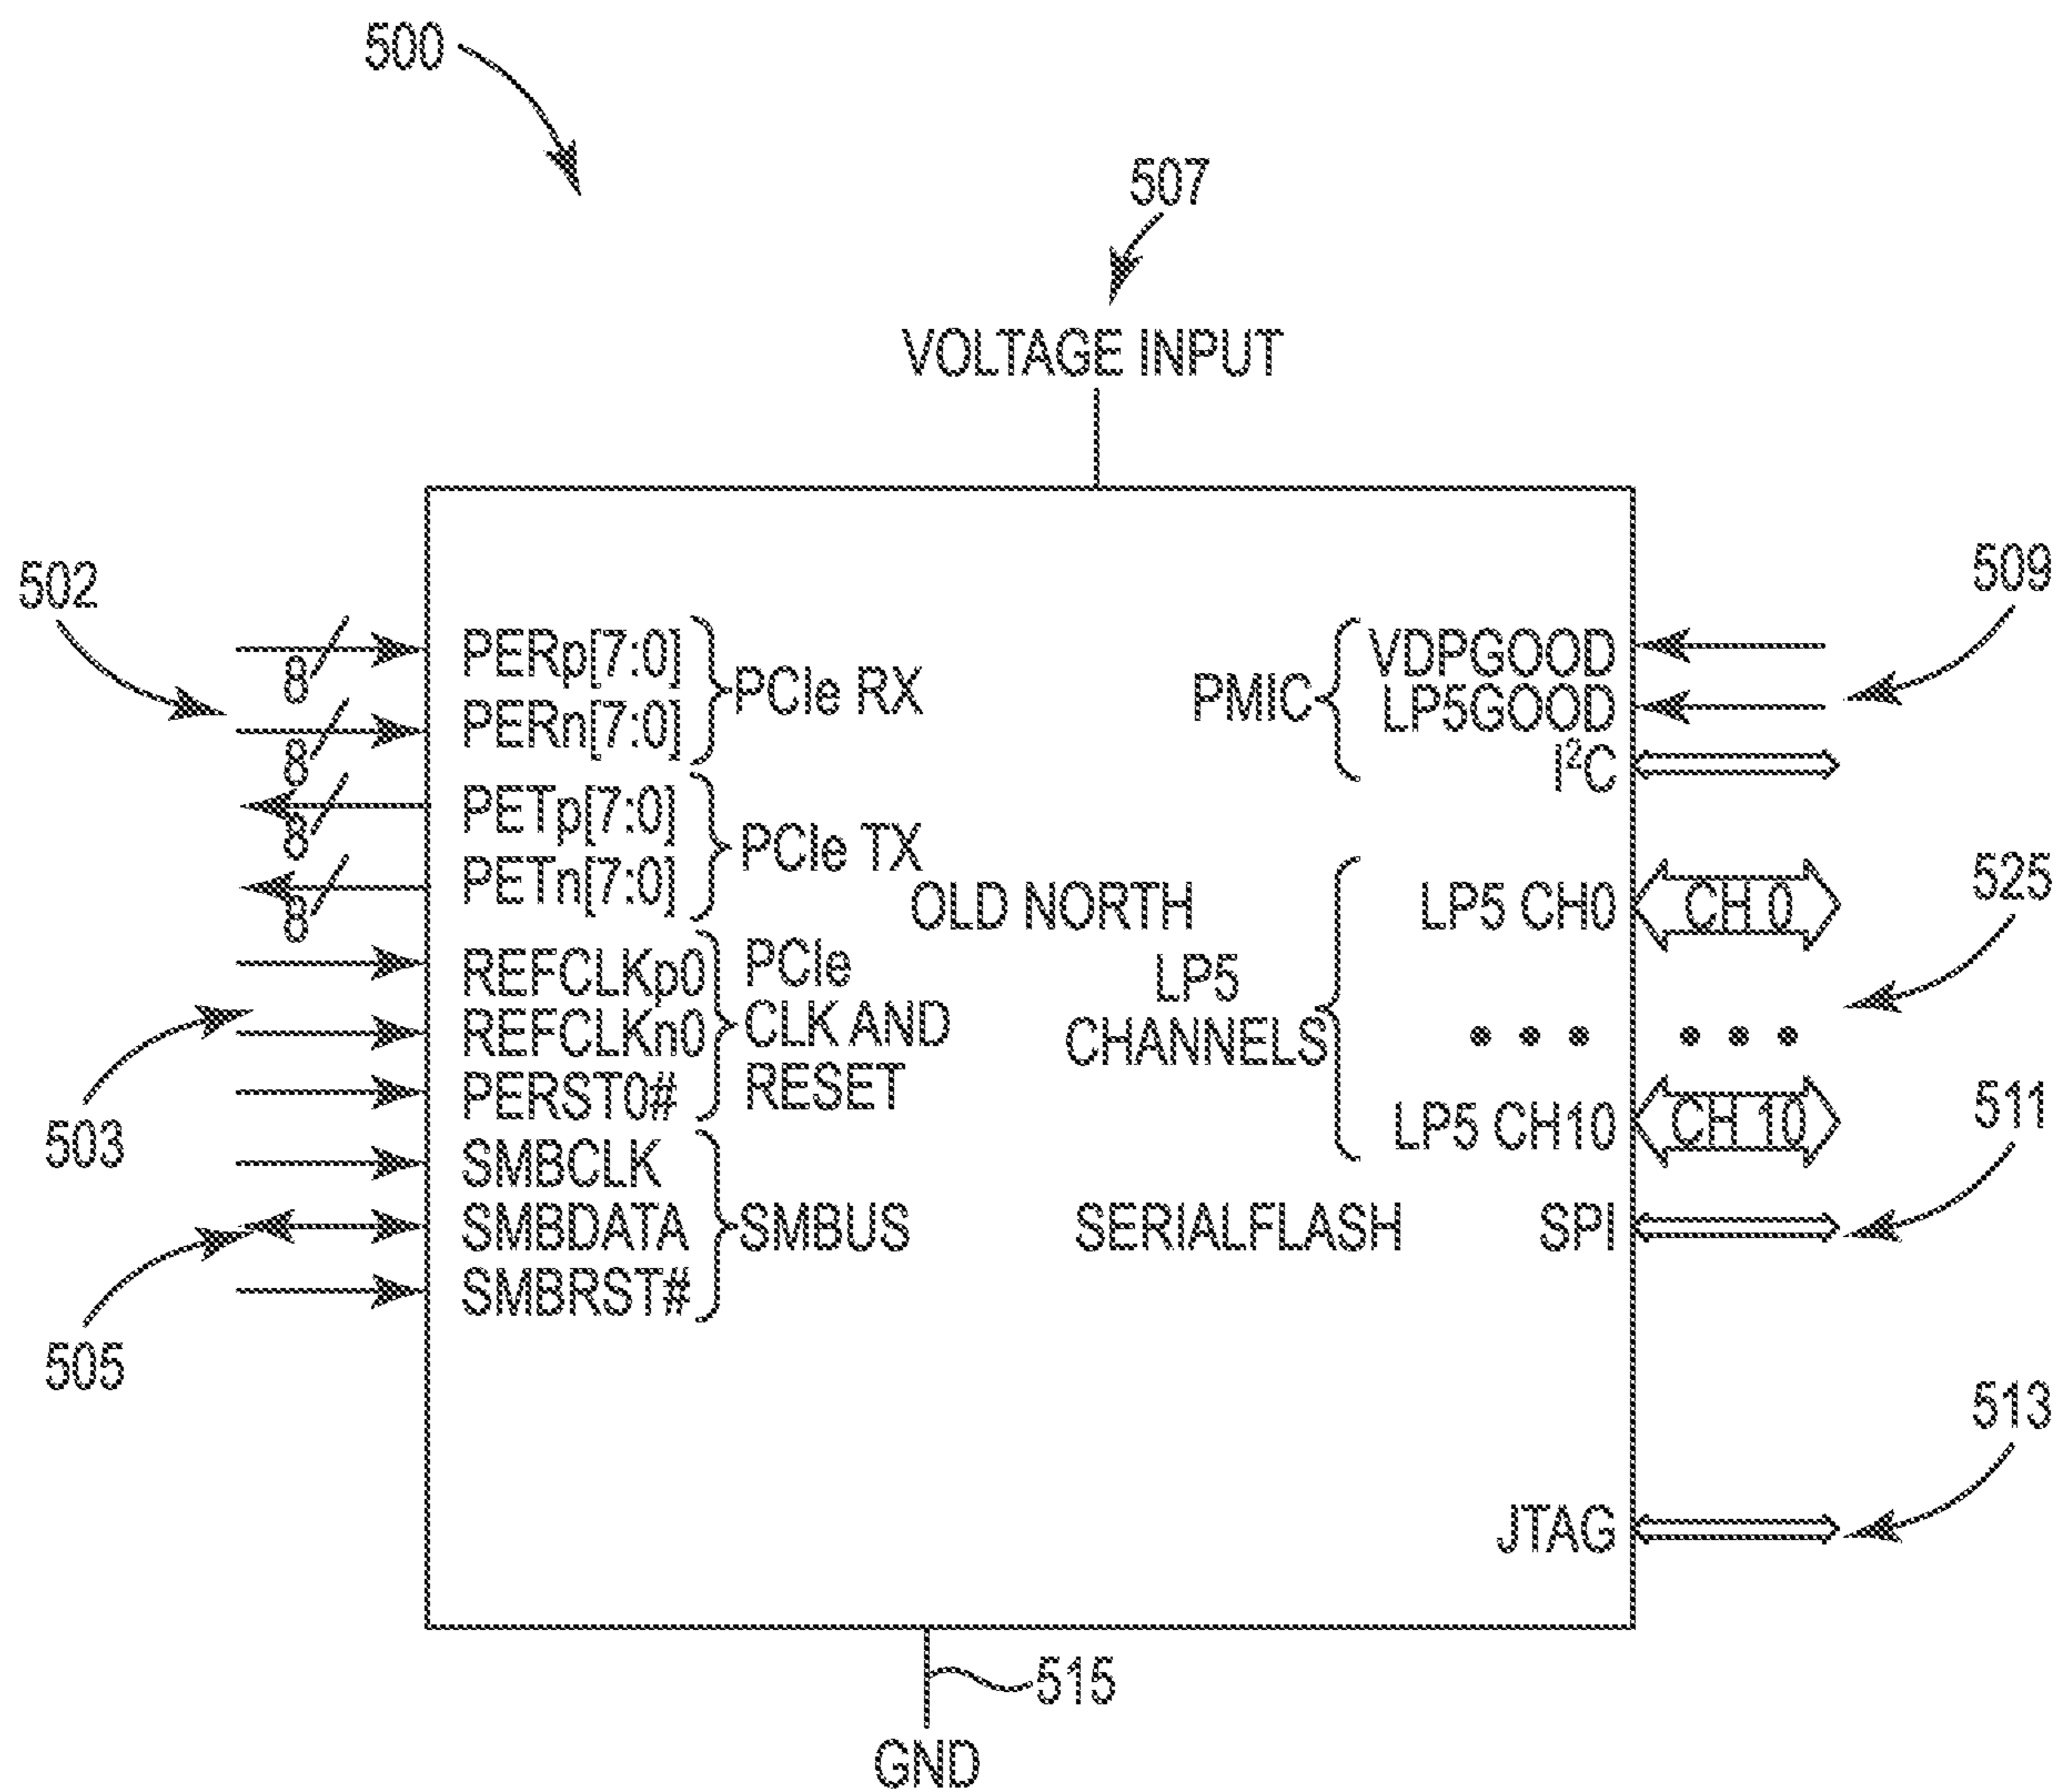 500
507
VOLTAGE INPUT
502
8
8
8
8
PERp[7:0]
PERn[7:0]
PCIe RX
PETp[7:0]
PETn[7:0]
PCIe TX
503
REFCLKp0
REFCLKn0
PERST0#
PCIe
CLK AND
RESET
505
SMBCLK
SMBDATA
SMBRST#
SMBUS
OLD NORTH
PMIC
VDPGOOD
LP5GOOD
I²C
509
LP5
CHANNELS
LP5 CH0
CH 0
• • •
• • •
LP5 CH10
CH 10
525
SERIALFLASH
SPI
511
JTAG
513
515
GND